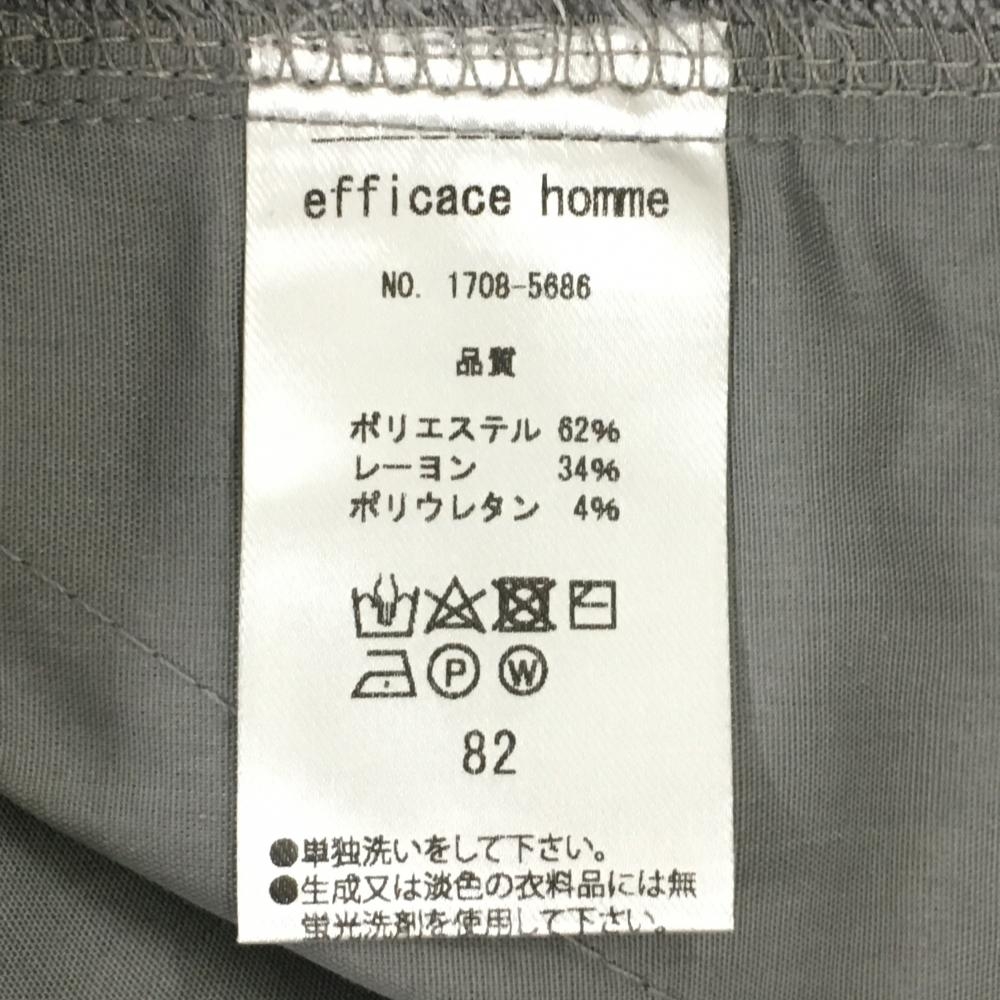 efficace homme
NO. 1708-5686
品質
ポリエステル 62%
レーヨン 34%
ポリウレタン 4%
P W
82
●単独洗いをして下さい。
●生成又は淡色の衣料品には無
蛍光洗剤を使用して下さい。